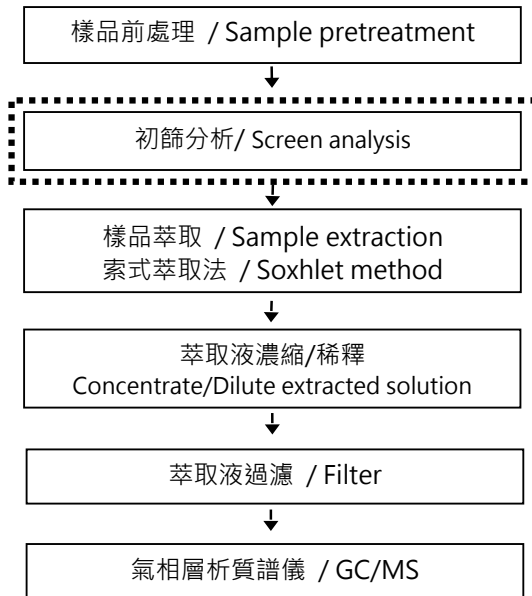 樣品前處理 / Sample pretreatment
初篩分析/ Screen analysis
樣品萃取 / Sample extraction
索式萃取法 / Soxhlet method
萃取液濃縮/稀釋
Concentrate/Dilute extracted solution
萃取液過濾 / Filter
氣相層析質譜儀 / GC/MS